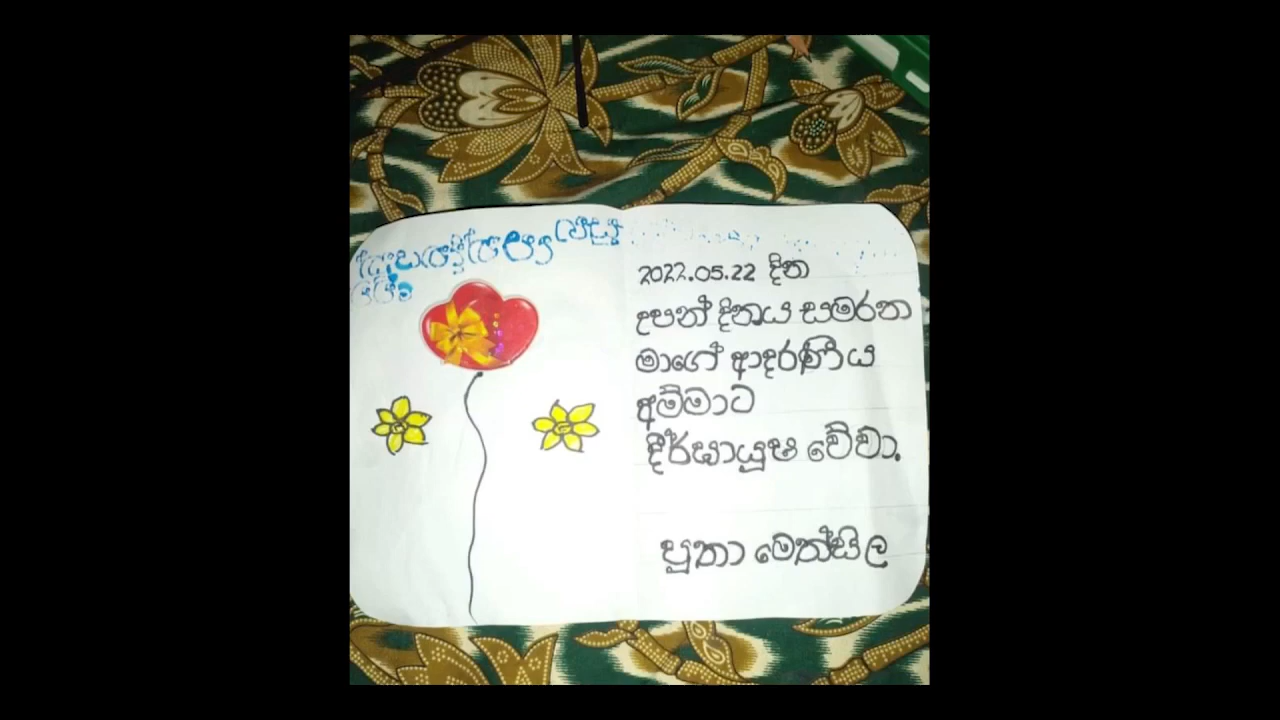 2022.05.22 දින
උපන් දිනය සමරන
මාගේ ආදරණීය
අම්මාට
දීර්ඝායුෂ වේවා.
පුතා මෙත්සිල